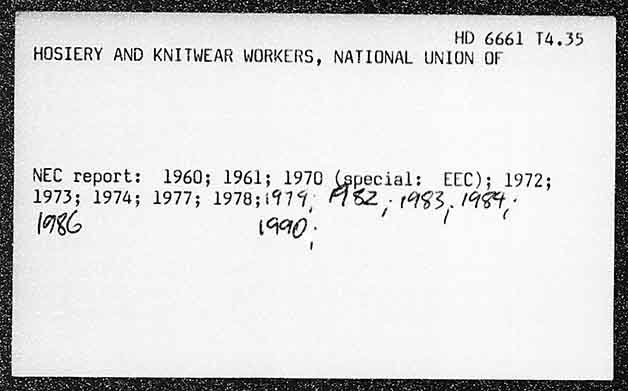 HD 6661 T4.35
HOSIERY AND KNITWEAR WORKERS, NATIONAL UNION OF
NEC report: 1960; 1961; 1970 (special: EEC); 1972;
1973; 1974; 1977; 1978; 1979; 1982; 1983; 1984;
1986 1990;